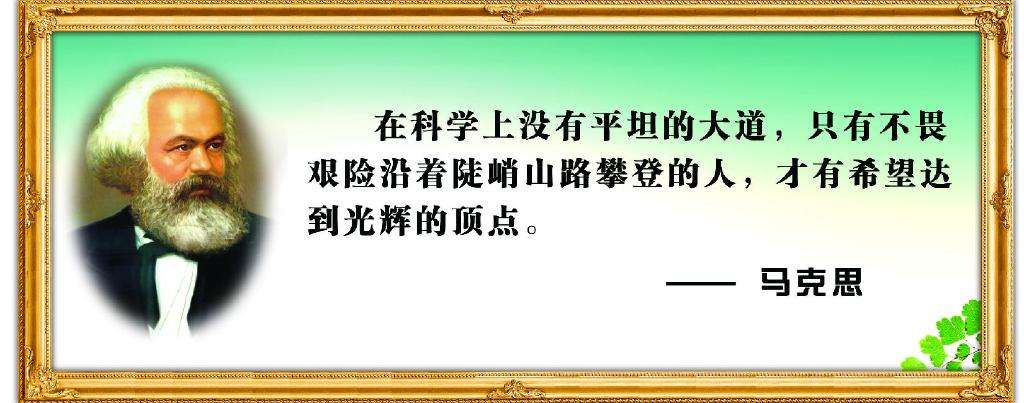 在科学上没有平坦的大道，只有不畏
艰险沿着陡峭山路攀登的人，才有希望达
到光辉的顶点。
—— 马克思